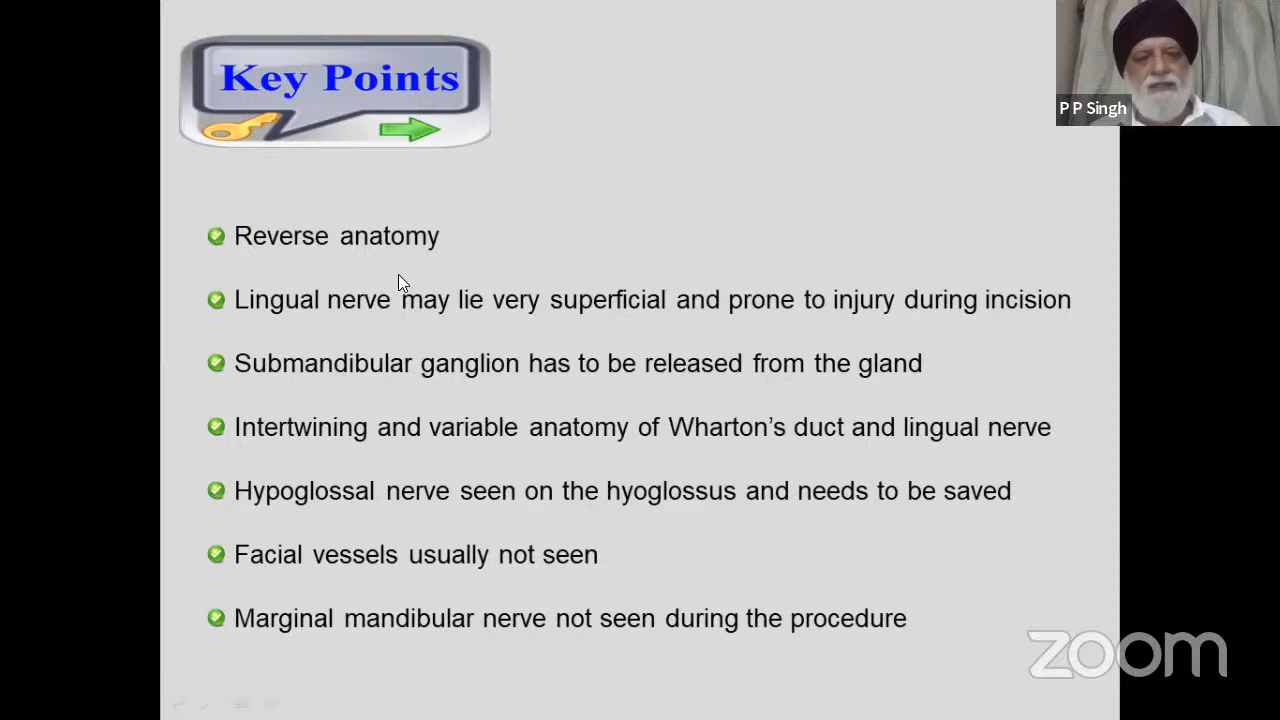 Key Points
P P Singh
Reverse anatomy
Lingual nerve may lie very superficial and prone to injury during incision
Submandibular ganglion has to be released from the gland
Intertwining and variable anatomy of Wharton’s duct and lingual nerve
Hypoglossal nerve seen on the hyoglossus and needs to be saved
Facial vessels usually not seen
Marginal mandibular nerve not seen during the procedure
zoom